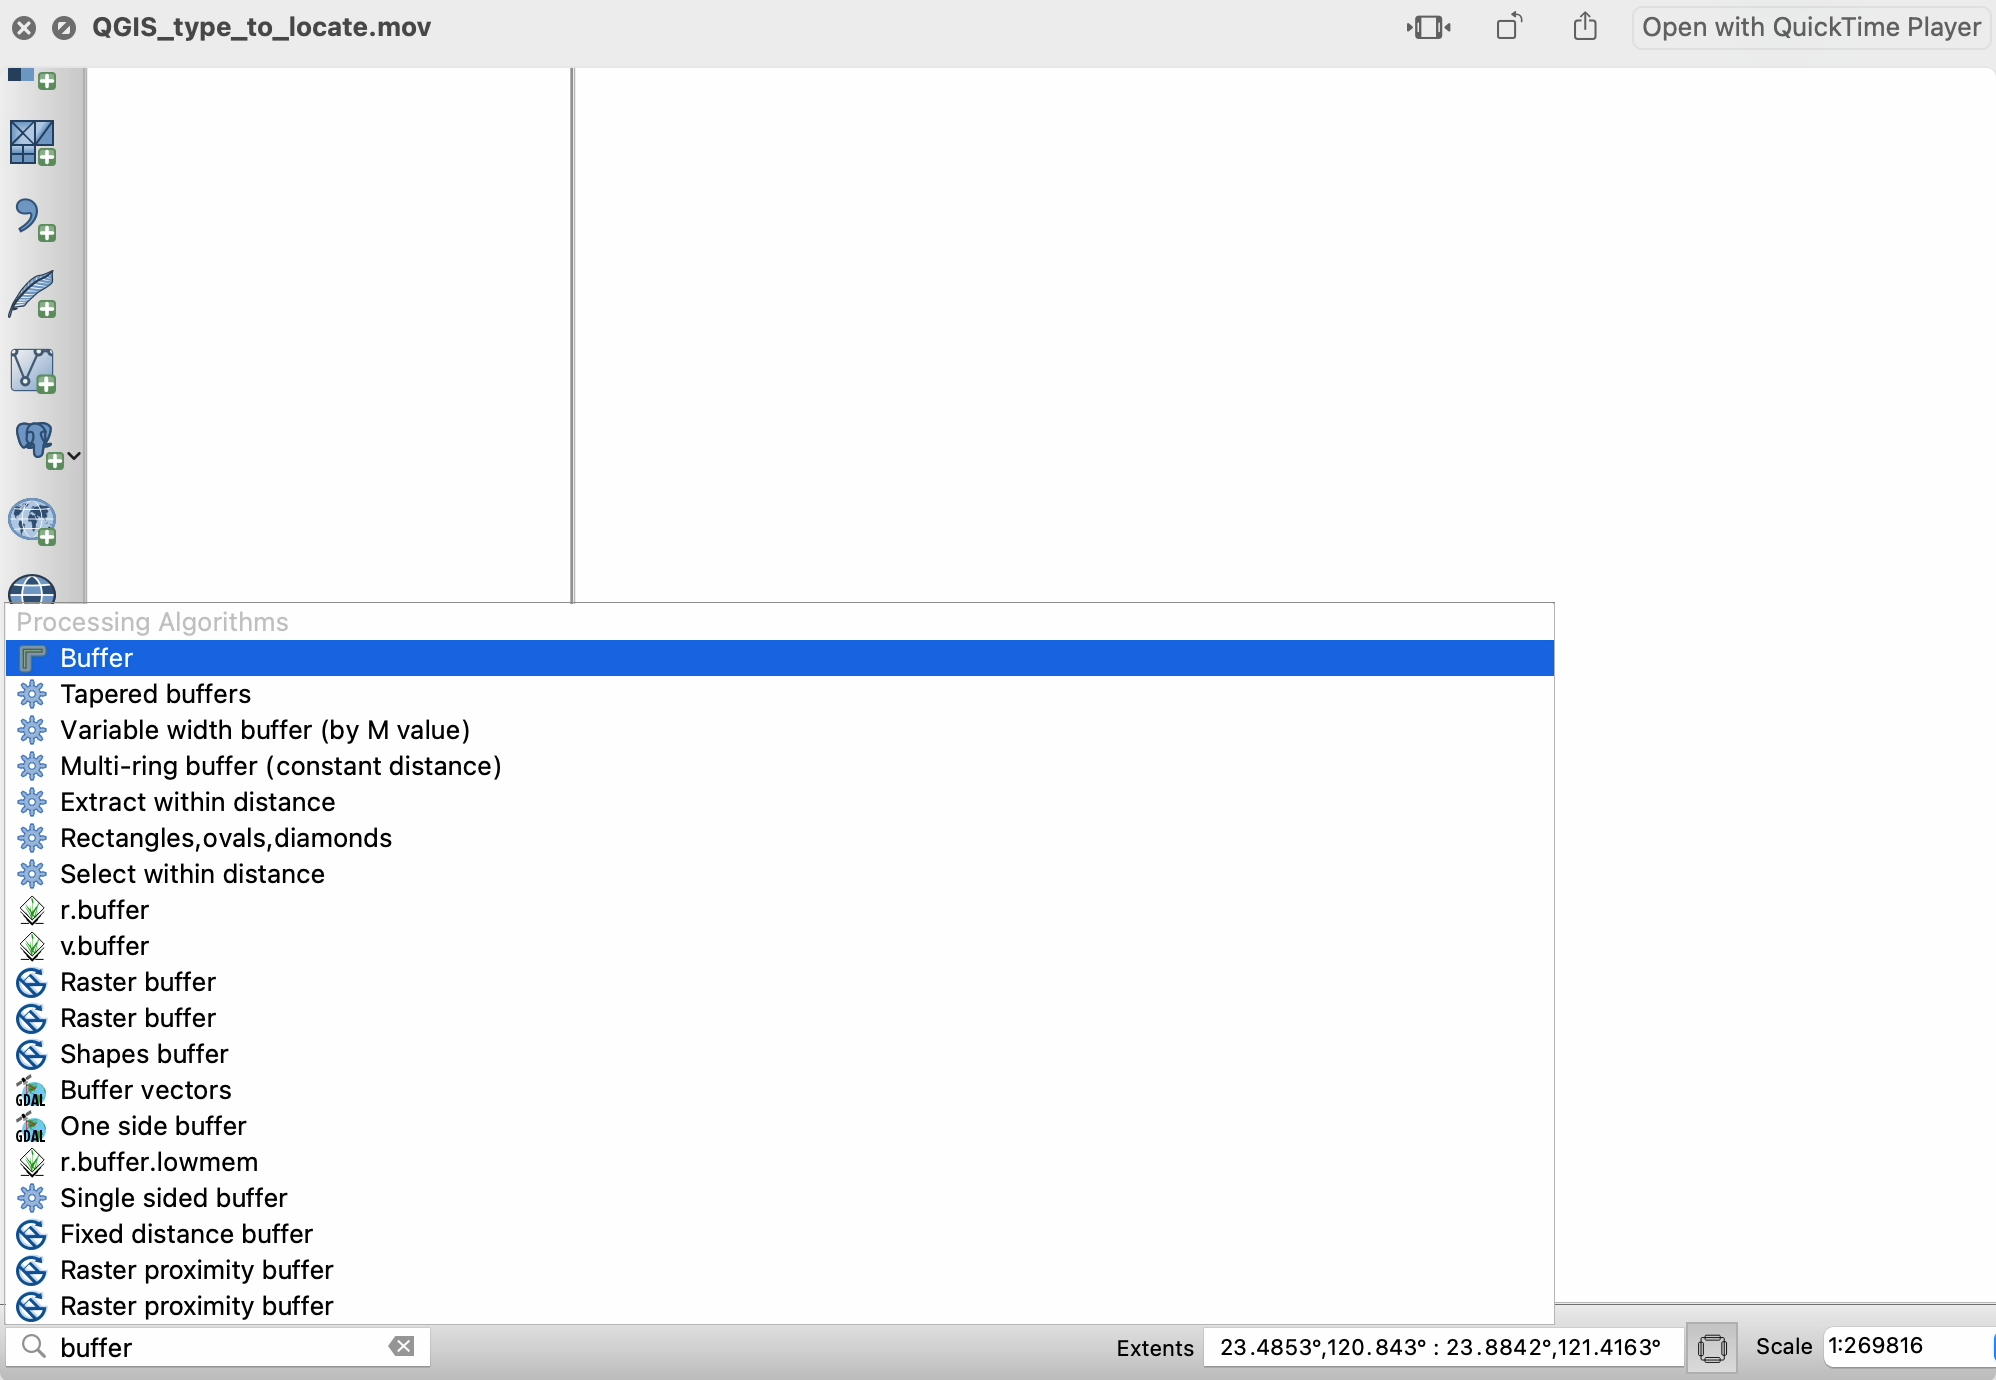 QGIS_type_to_locate.mov
Open with QuickTime Player
Processing Algorithms
Buffer
Tapered buffers
Variable width buffer (by M value)
Multi-ring buffer (constant distance)
Extract within distance
Rectangles,ovals,diamonds
Select within distance
r.buffer
v.buffer
Raster buffer
Raster buffer
Shapes buffer
GDAL Buffer vectors
GDAL One side buffer
r.buffer.lowmem
Single sided buffer
Fixed distance buffer
Raster proximity buffer
Raster proximity buffer
buffer
Extents 23.4853°,120.843° : 23.8842°,121.4163° Scale 1:269816